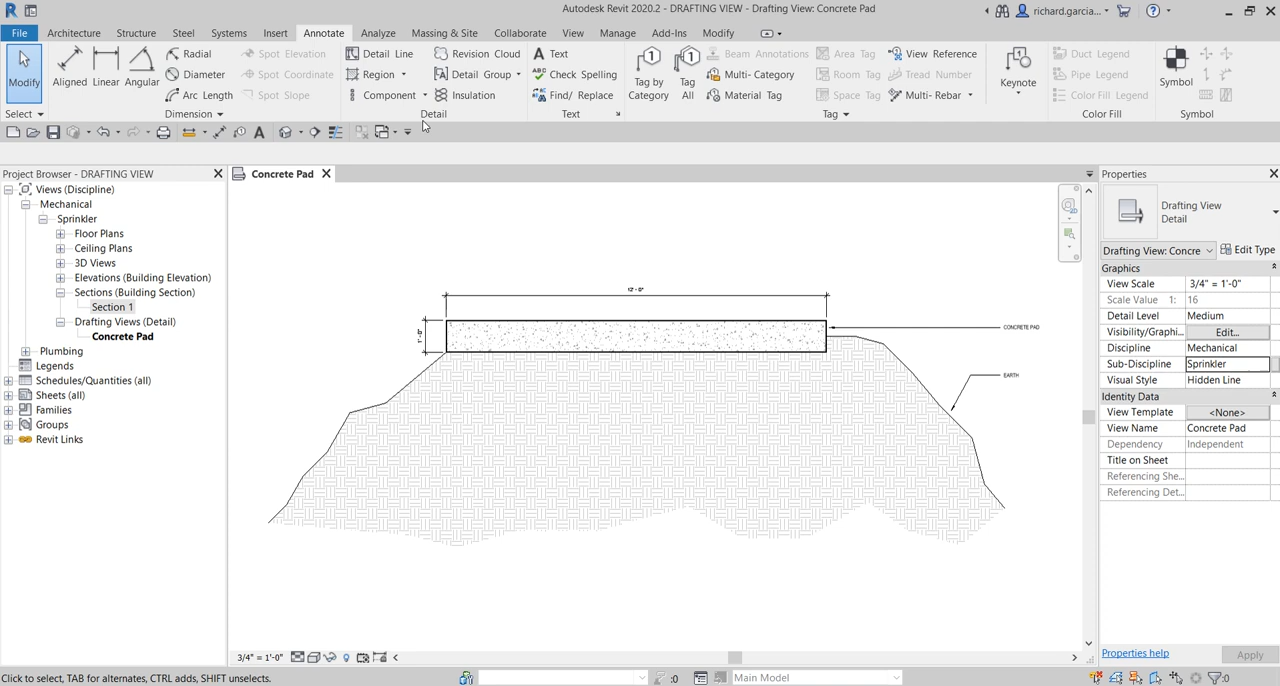 Autodesk Revit 2020.2 - DRAFTING VIEW - Drafting View: Concrete Pad
richard.garcia...
File Architecture Structure Steel Systems Insert Annotate Analyze Massing & Site Collaborate View Manage Add-Ins Modify
Modify
Select
Aligned Linear Angular
Radial
Diameter
Arc Length
Spot Elevation
Spot Coordinate
Spot Slope
Dimension
Detail Line
Region
Component
Revision Cloud
Detail Group
Insulation
Detail
Text
Check Spelling
Find/ Replace
Text
Tag by Category
Tag All
Beam Annotations
Multi- Category
Material Tag
Area Tag
Room Tag
Space Tag
View Reference
Tread Number
Multi- Rebar
Tag
Keynote
Duct Legend
Pipe Legend
Color Fill Legend
Color Fill
Symbol
Symbol
Project Browser - DRAFTING VIEW
Views (Discipline)
Mechanical
Sprinkler
Floor Plans
Ceiling Plans
3D Views
Elevations (Building Elevation)
Sections (Building Section)
Section 1
Drafting Views (Detail)
Concrete Pad
Plumbing
Legends
Schedules/Quantities (all)
Sheets (all)
Families
Groups
Revit Links
Concrete Pad
12' - 0"
1' - 0"
CONCRETE PAD
EARTH
2D
Properties
Drafting View
Detail
Drafting View: Concre Edit Type
Graphics
View Scale 3/4" = 1'-0"
Scale Value 1: 16
Detail Level Medium
Visibility/Graphi... Edit...
Discipline Mechanical
Sub-Discipline Sprinkler
Visual Style Hidden Line
Identity Data
View Template <None>
View Name Concrete Pad
Dependency Independent
Title on Sheet
Referencing She...
Referencing Det...
Properties help Apply
3/4" = 1'-0"
Click to select, TAB for alternates, CTRL adds, SHIFT unselects.
:0
Main Model
:0